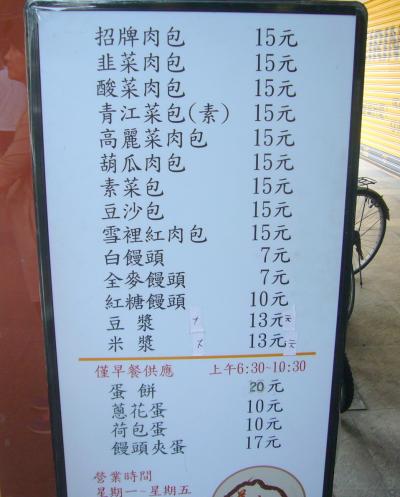 招牌肉包 15元
韭菜肉包 15元
酸菜肉包 15元
青江菜包(素) 15元
高麗菜肉包 15元
葫瓜肉包 15元
素菜包 15元
豆沙包 15元
雪裡紅肉包 15元
白饅頭 7元
全麥饅頭 7元
紅糖饅頭 10元
豆漿 13元
米漿 13元
僅早餐供應 上午6:30~10:30
蛋餅 20元
蔥花蛋 10元
荷包蛋 10元
饅頭夾蛋 17元
營業時間
星期一~星期五